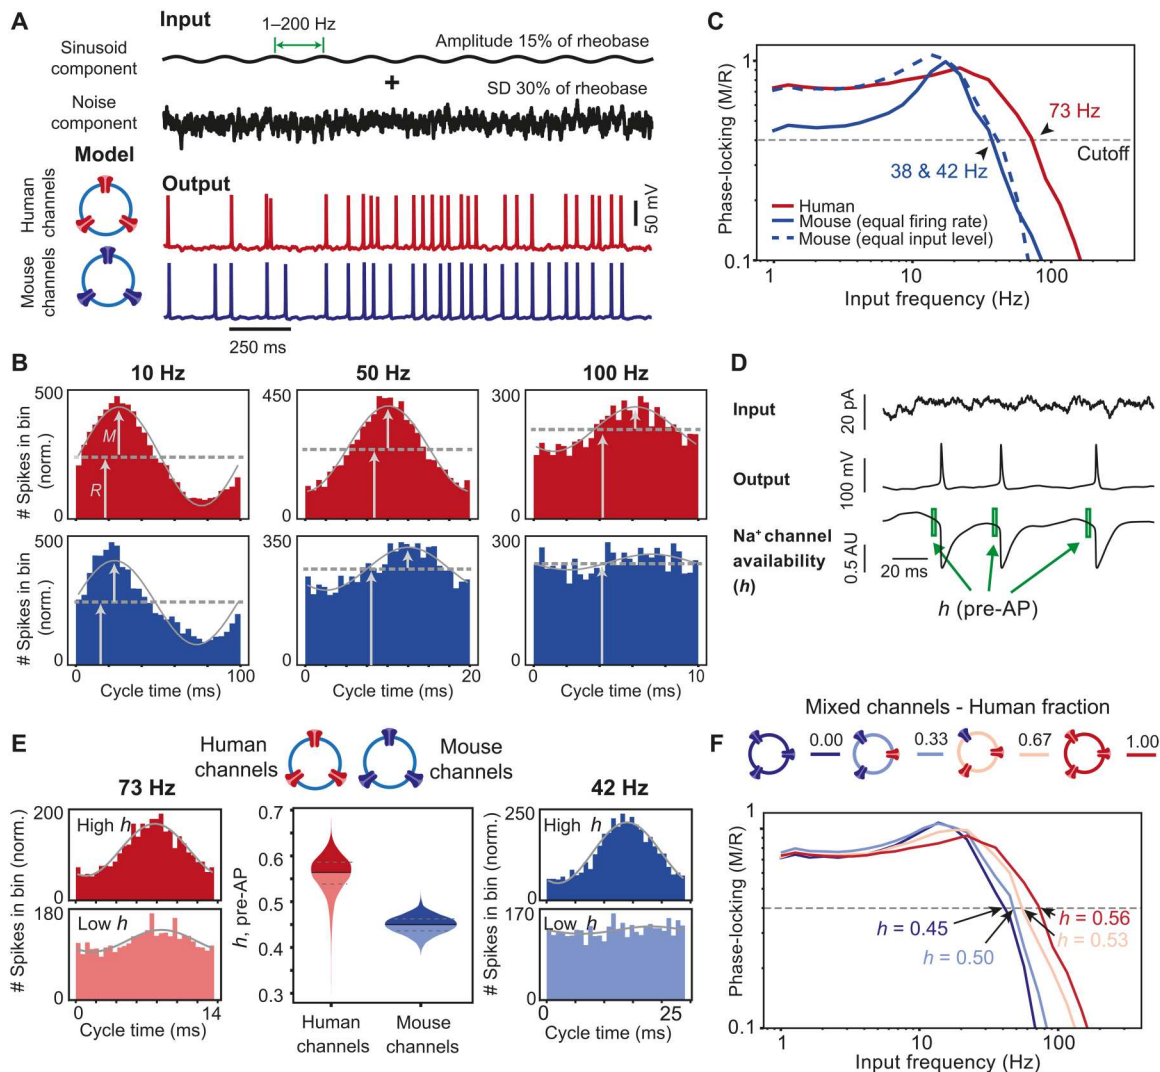 A
Input
1–200 Hz
Sinusoid
component
Amplitude 15% of rheobase
+
Noise
component
SD 30% of rheobase
Model
Output
Human
channels
50 mV
Mouse
channels
250 ms
C
Phase-locking (M/R)
1
0.1
73 Hz
Cutoff
38 & 42 Hz
Human
Mouse (equal firing rate)
Mouse (equal input level)
1
10
100
Input frequency (Hz)
B
10 Hz
50 Hz
100 Hz
# Spikes in bin
(norm.)
500
0
M
R
450
0
300
0
# Spikes in bin
(norm.)
500
0
350
0
300
0
0
100
0
20
0
10
Cycle time (ms)
Cycle time (ms)
Cycle time (ms)
D
Input
20 pA
Output
100 mV
Na⁺ channel
availability
(h)
0.5 AU
20 ms
h (pre-AP)
E
Human
channels
Mouse
channels
73 Hz
42 Hz
# Spikes in bin (norm.)
200
High h
0
180
Low h
0
0
14
Cycle time (ms)
h, pre-AP
0.7
0.6
0.5
0.4
0.3
Human
channels
Mouse
channels
# Spikes in bin (norm.)
250
High h
0
170
Low h
0
0
25
Cycle time (ms)
F
Mixed channels - Human fraction
0.00
0.33
0.67
1.00
Phase-locking (M/R)
1
0.1
h = 0.45
h = 0.56
h = 0.53
h = 0.50
1
10
100
Input frequency (Hz)